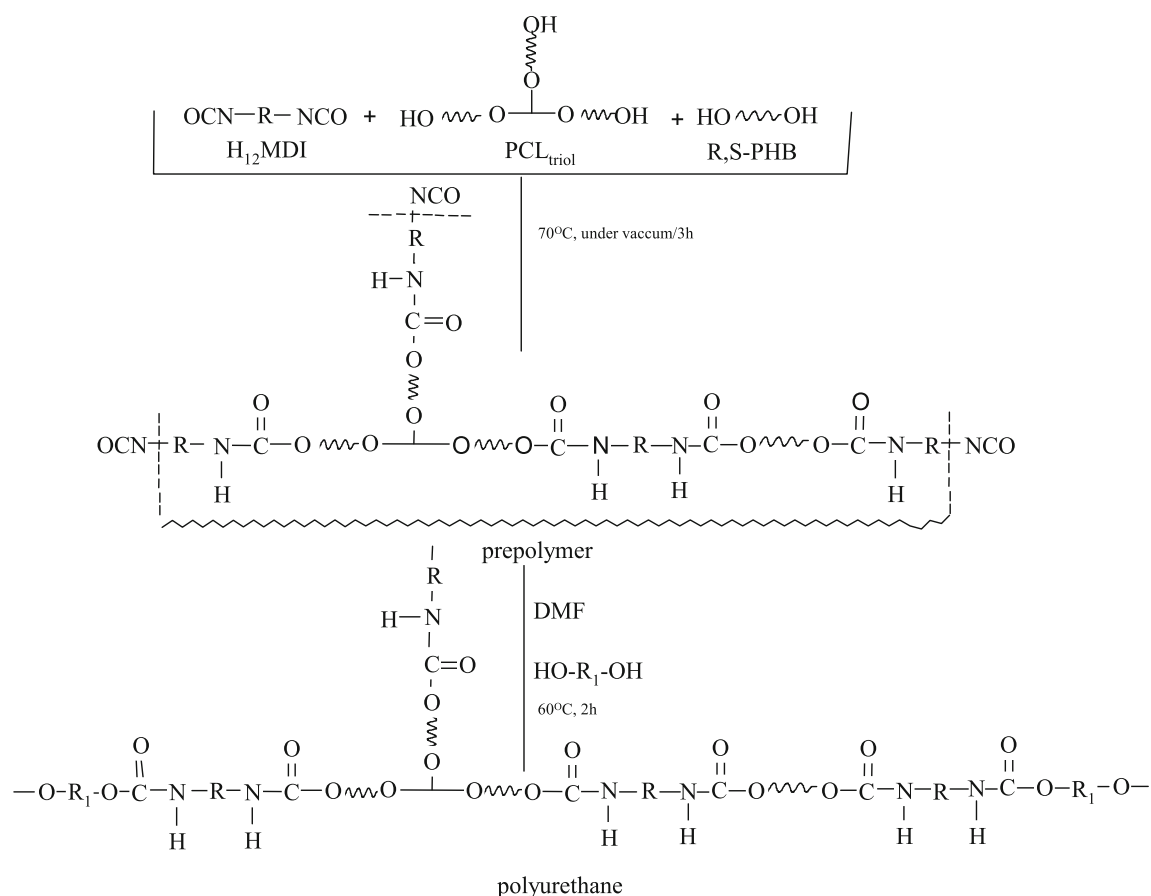 OH
O
OCN-R-NCO + HO O O OH + HO OH
H12MDI PCLtriol R,S-PHB
NCO
70OC, under vaccum/3h
R
H-N
C=O
O
O
O O O O
OCN R-N-C-O O O O-C-N-R-N-C-O O-C-N-R NCO
H H H H
prepolymer
R
DMF
H-N
C=O
HO-R1-OH
O
60OC, 2h
O
O O O O O O
-O-R1-O-C-N-R-N-C-O O O O-C-N-R-N-C-O O-C-N-R-N-C-O-R1-O-
H H H H H H
polyurethane